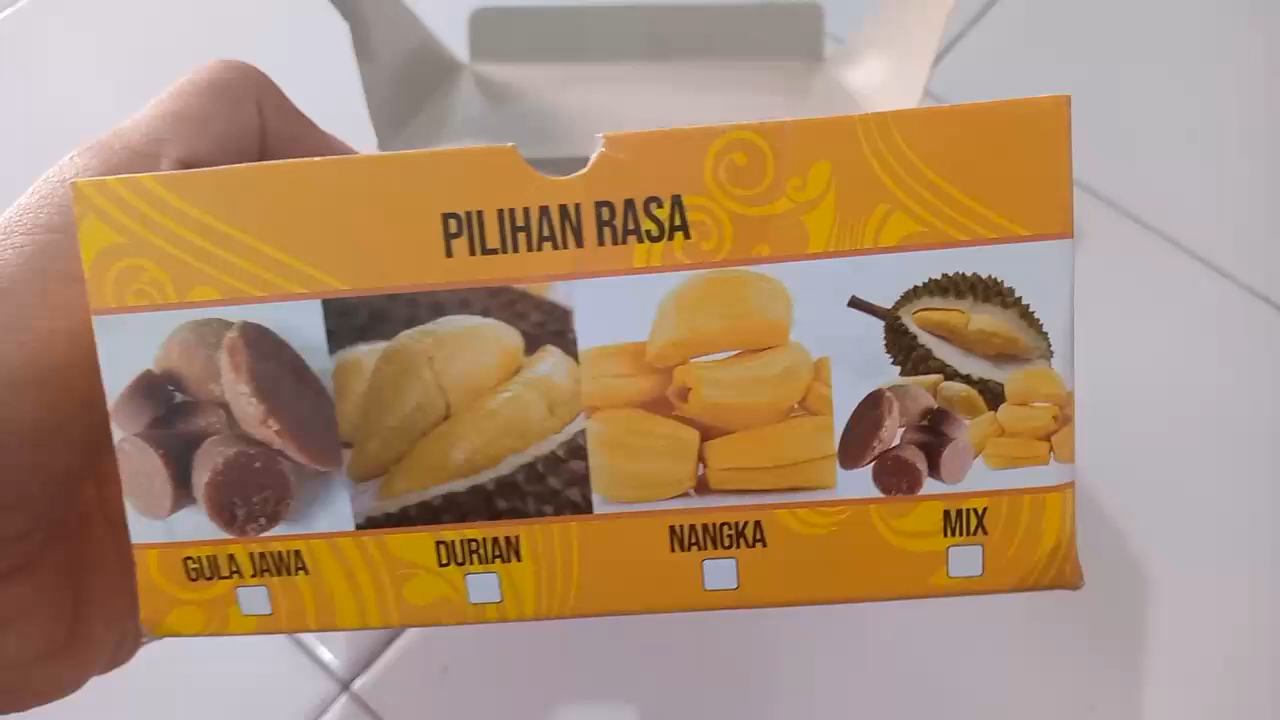 PILIHAN RASA
GULA JAWA
DURIAN
NANGKA
MIX